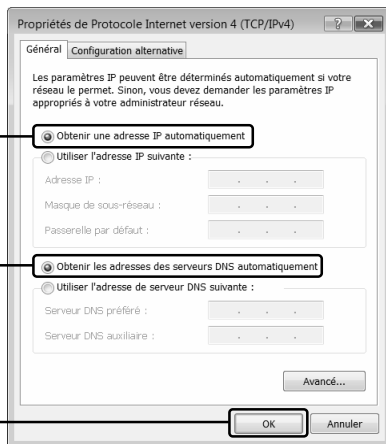 Propriétés de Protocole Internet version 4 (TCP/IPv4)
Général
Configuration alternative
Les paramètres IP peuvent être déterminés automatiquement si votre
réseau le permet. Sinon, vous devez demander les paramètres IP
appropriés à votre administrateur réseau.
Obtenir une adresse IP automatiquement
Utiliser l'adresse IP suivante :
Adresse IP :
Masque de sous-réseau :
Passerelle par défaut :
Obtenir les adresses des serveurs DNS automatiquement
Utiliser l'adresse de serveur DNS suivante :
Serveur DNS préféré :
Serveur DNS auxiliaire :
Avancé...
OK Annuler